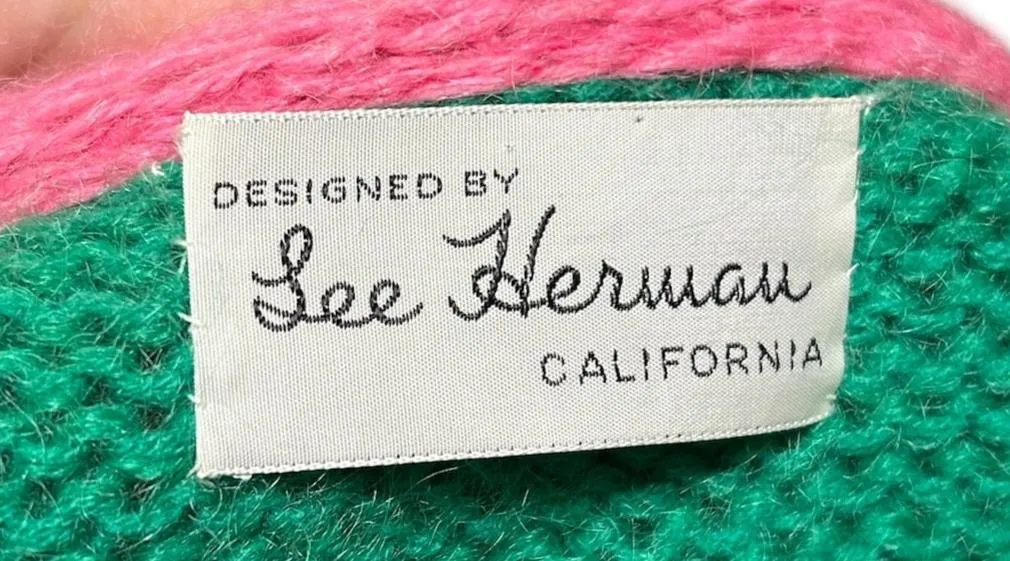 DESIGNED BY
Lee Herman
CALIFORNIA